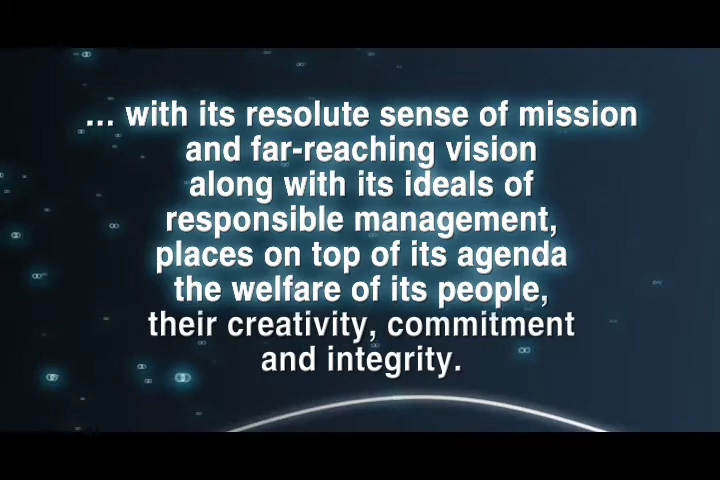 ... with its resolute sense of mission
and far-reaching vision
along with its ideals of
responsible management,
places on top of its agenda
the welfare of its people,
their creativity, commitment
and integrity.